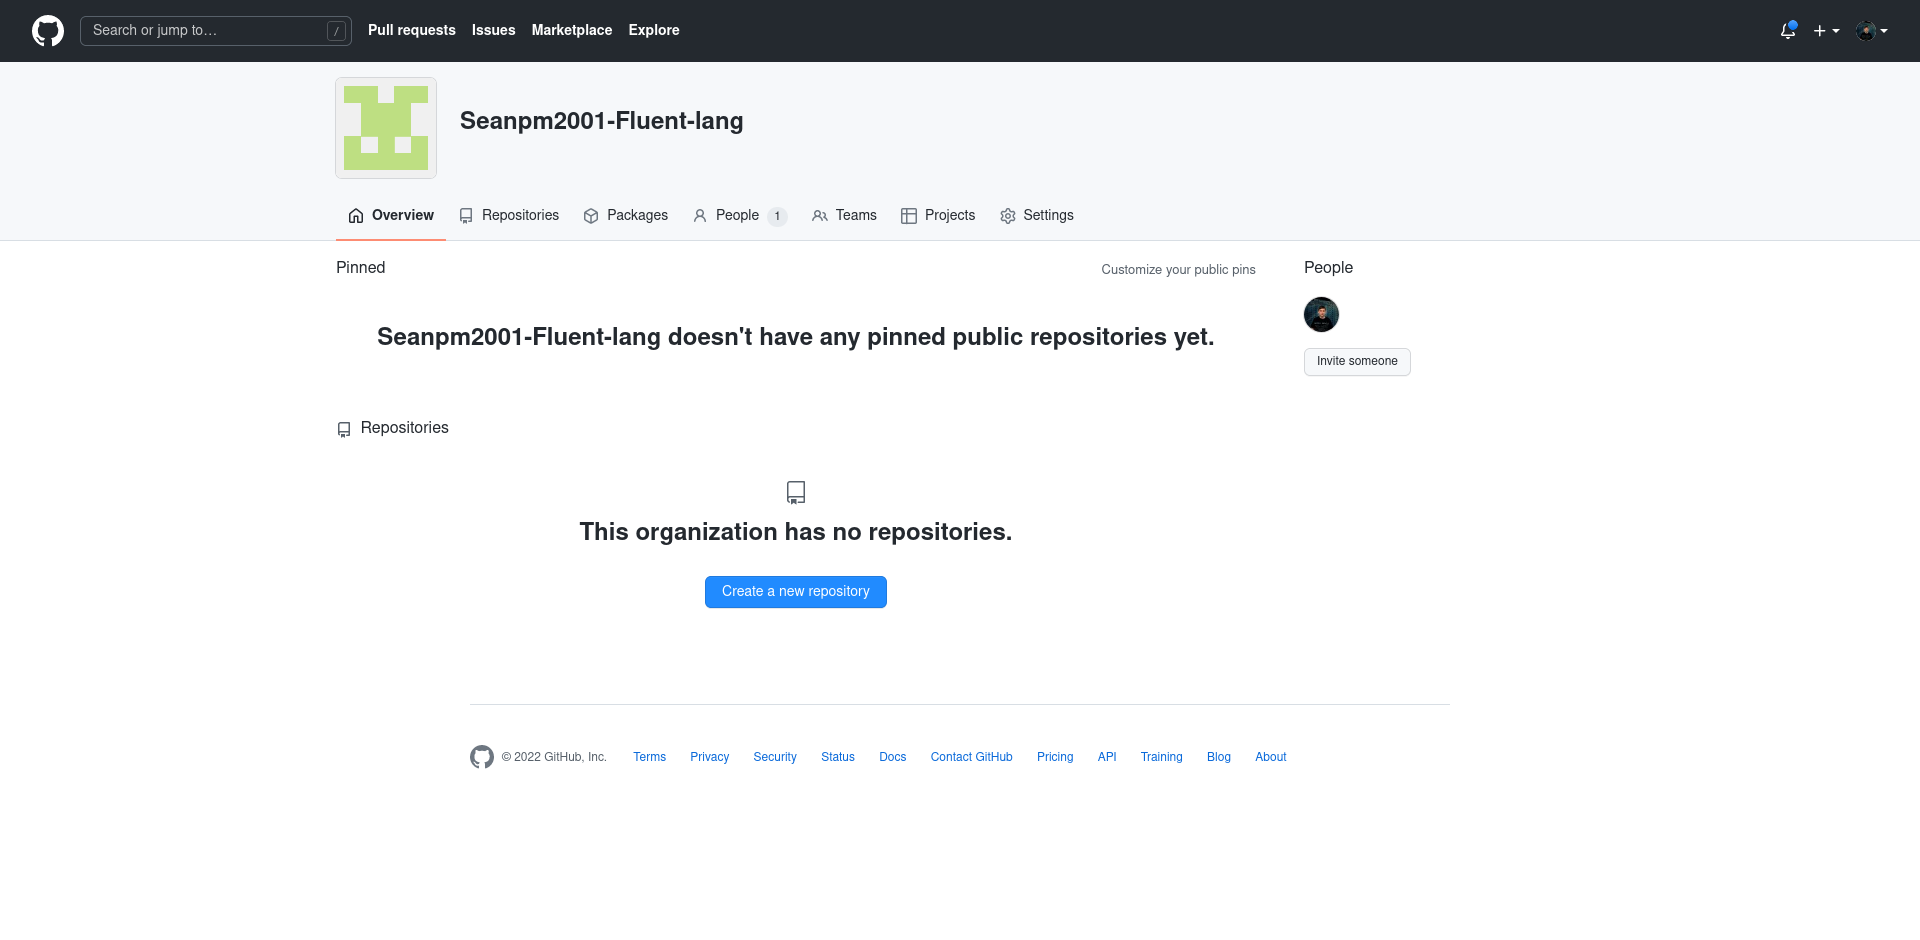 Search or jump to… /
Pull requests Issues Marketplace Explore
Seanpm2001-Fluent-lang
Overview Repositories Packages People 1 Teams Projects Settings
Pinned
Customize your public pins
Seanpm2001-Fluent-lang doesn't have any pinned public repositories yet.
People
Invite someone
Repositories
This organization has no repositories.
Create a new repository
© 2022 GitHub, Inc. Terms Privacy Security Status Docs Contact GitHub Pricing API Training Blog About